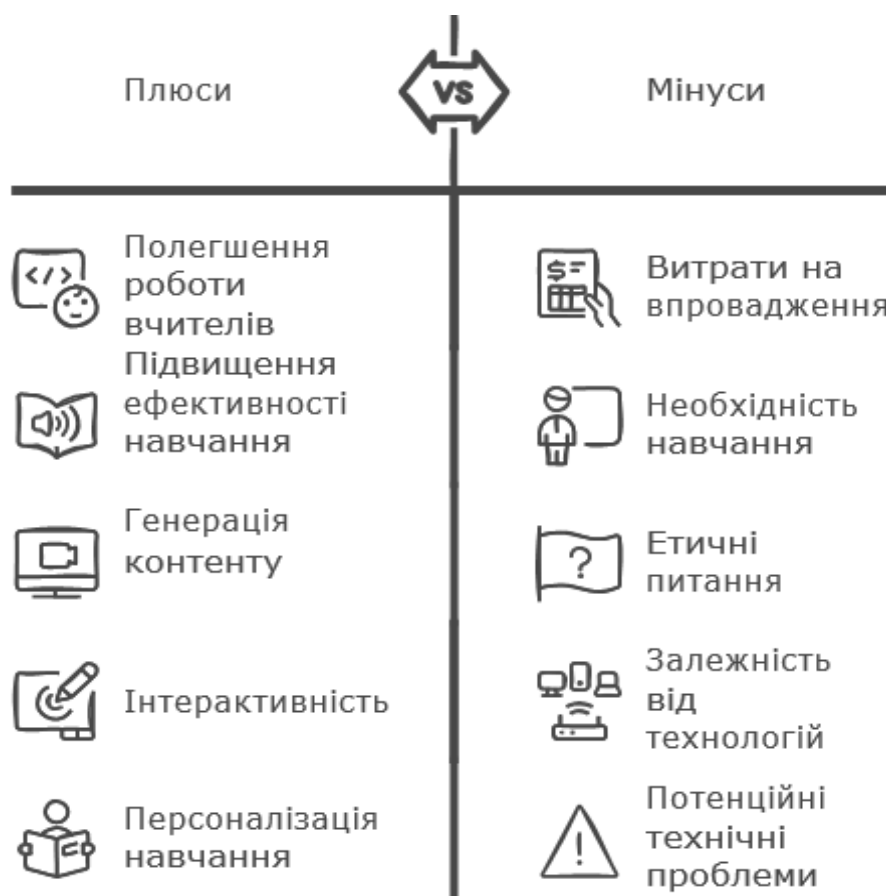 Плюси
VS
Мінуси
Полегшення
роботи
вчителів
Підвищення
ефективності
навчання
Генерація
контенту
Інтерактивність
Персоналізація
навчання
$
Витрати на
впровадження
Необхідність
навчання
?
Етичні
питання
Залежність
від
технологій
!
Потенційні
технічні
проблеми